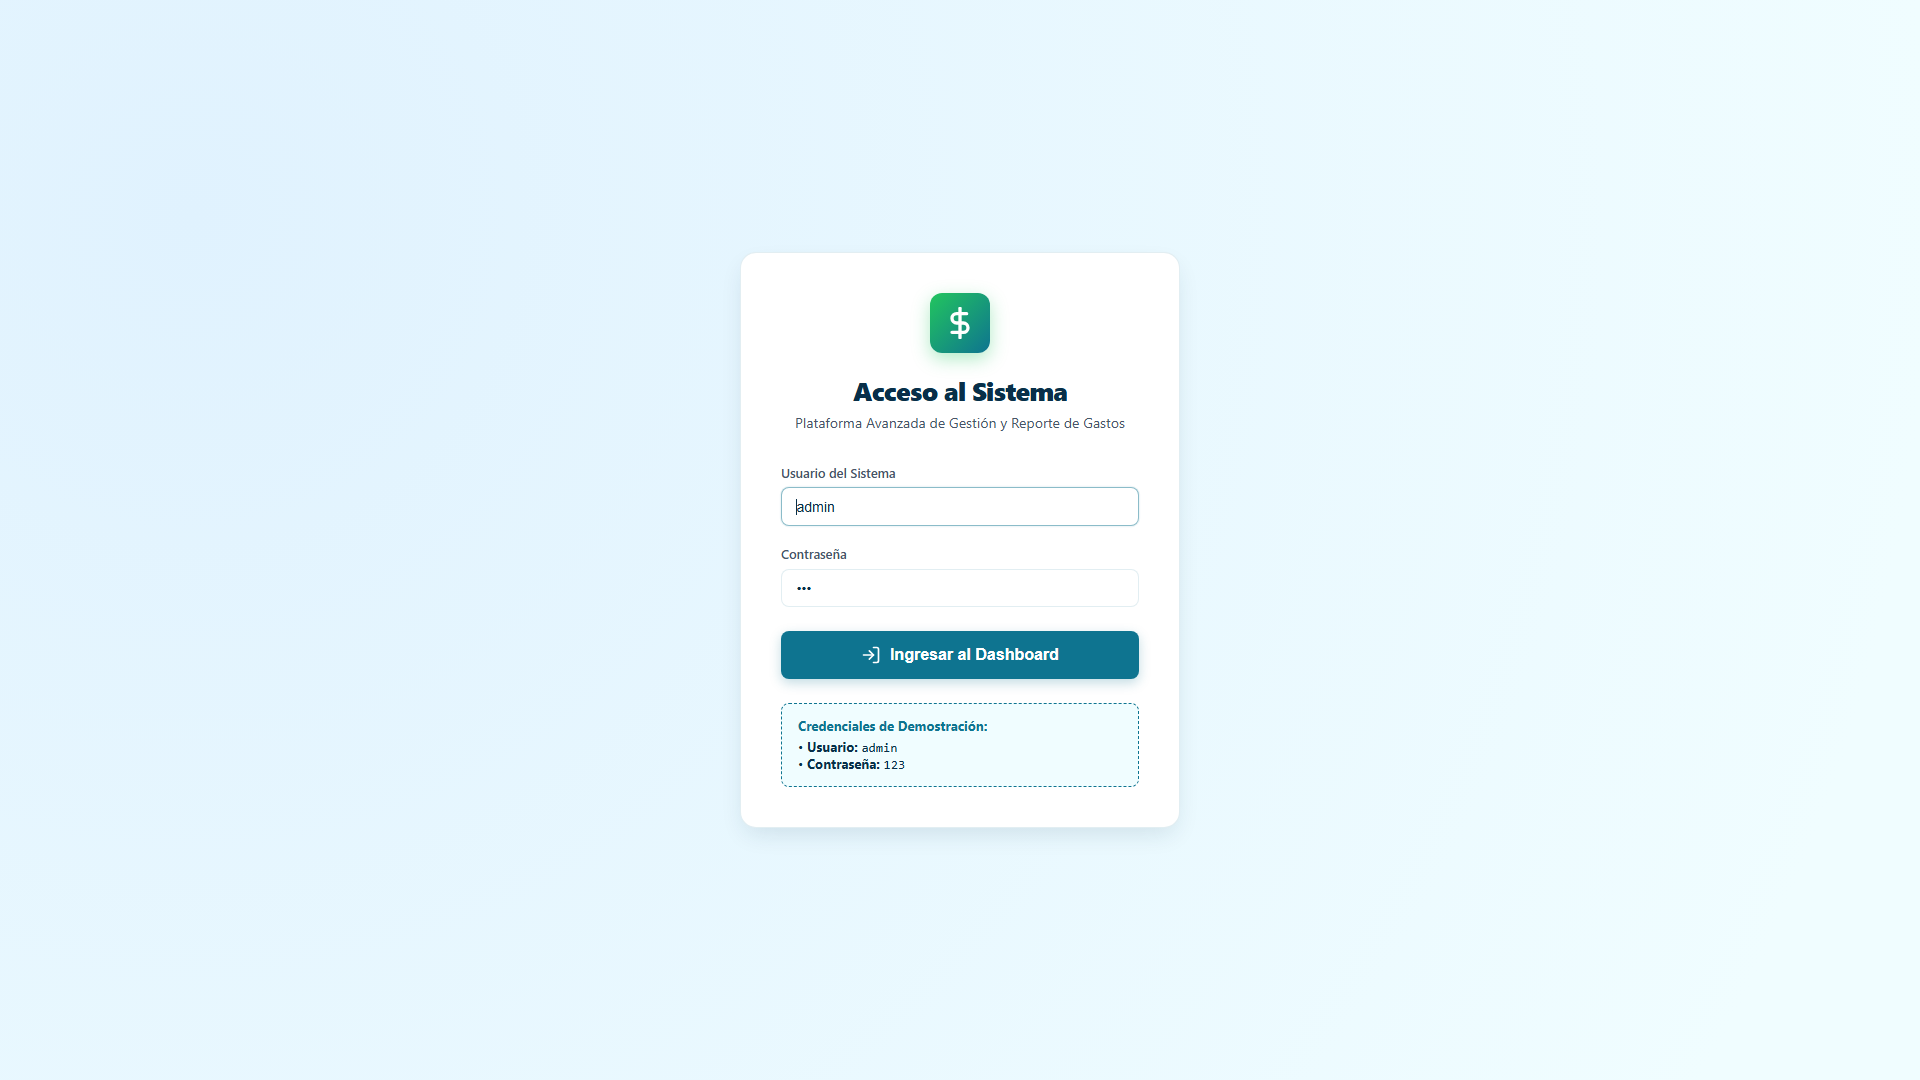 $
Acceso al Sistema
Plataforma Avanzada de Gestión y Reporte de Gastos
Usuario del Sistema
admin
Contraseña
•••
Ingresar al Dashboard
Credenciales de Demostración:
• Usuario: admin
• Contraseña: 123